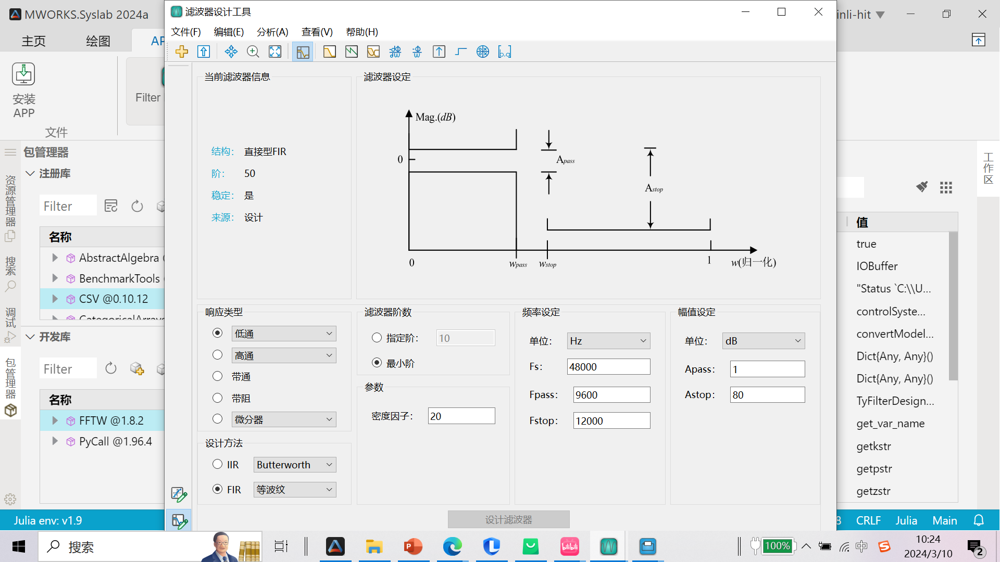 MWORKS.Syslab 2024a
滤波器设计工具
inli-hit
文件(F) 编辑(E) 分析(A) 查看(V) 帮助(H)
主页 绘图 AP
[b,a]
安装
APP
Filter
文件
当前滤波器信息
结构: 直接型FIR
阶: 50
稳定: 是
来源: 设计
滤波器设定
Mag.(dB)
0
Apass
Astop
0
wpass
wstop
1
w(归一化)
包管理器
注册库
Filter
名称
AbstractAlgebra
BenchmarkTools
CSV @0.10.12
CategoricalArrays
开发库
Filter
名称
FFTW @1.8.2
PyCall @1.96.4
资源管理器
搜索
调试
包管理器
响应类型
低通
高通
带通
带阻
微分器
设计方法
IIR Butterworth
FIR 等波纹
滤波器阶数
指定阶: 10
最小阶
参数
密度因子: 20
频率设定
单位: Hz
Fs: 48000
Fpass: 9600
Fstop: 12000
幅值设定
单位: dB
Apass: 1
Astop: 80
设计滤波器
工作区
值
true
IOBuffer
"Status `C:\\U...
controlSyste...
convertModel...
Dict{Any, Any}()
Dict{Any, Any}()
TyFilterDesign...
get_var_name
getkstr
getpstr
getzstr
Julia env: v1.9
8 CRLF Julia Main
搜索
bilibili
100%
中
10:24
2024/3/10
2